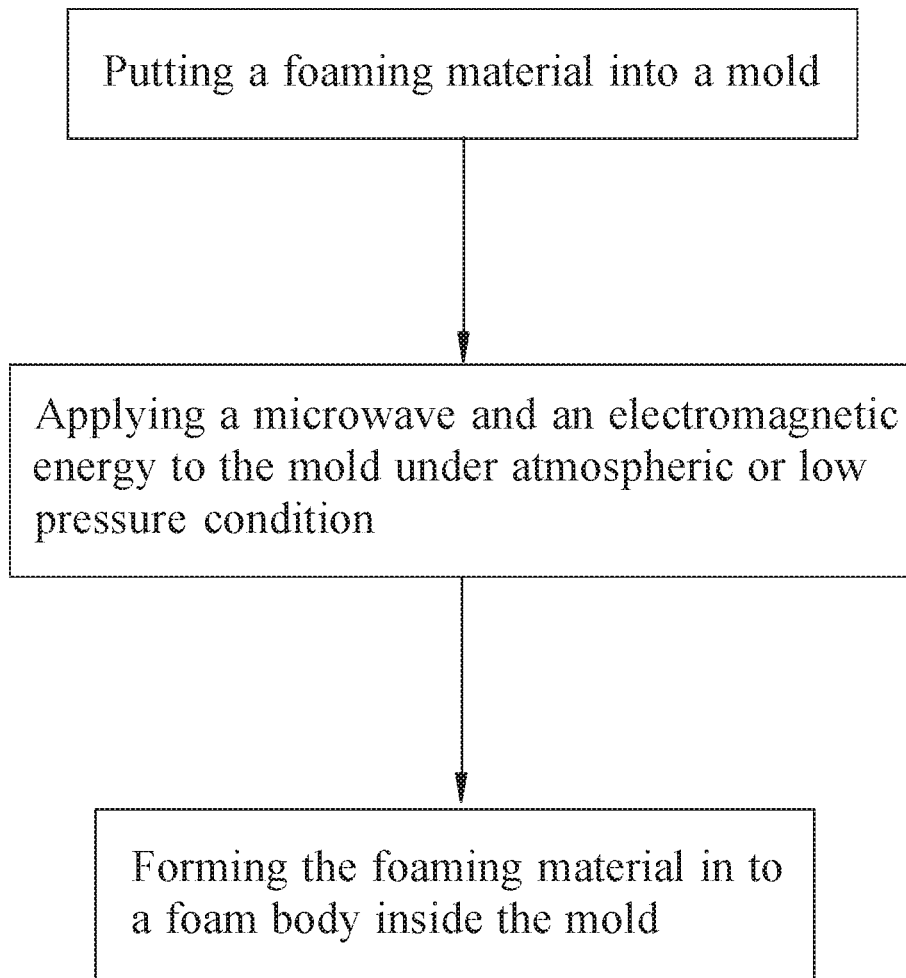 Putting a foaming material into a mold
Applying a microwave and an electromagnetic
energy to the mold under atmospheric or low
pressure condition
Forming the foaming material in to
a foam body inside the mold